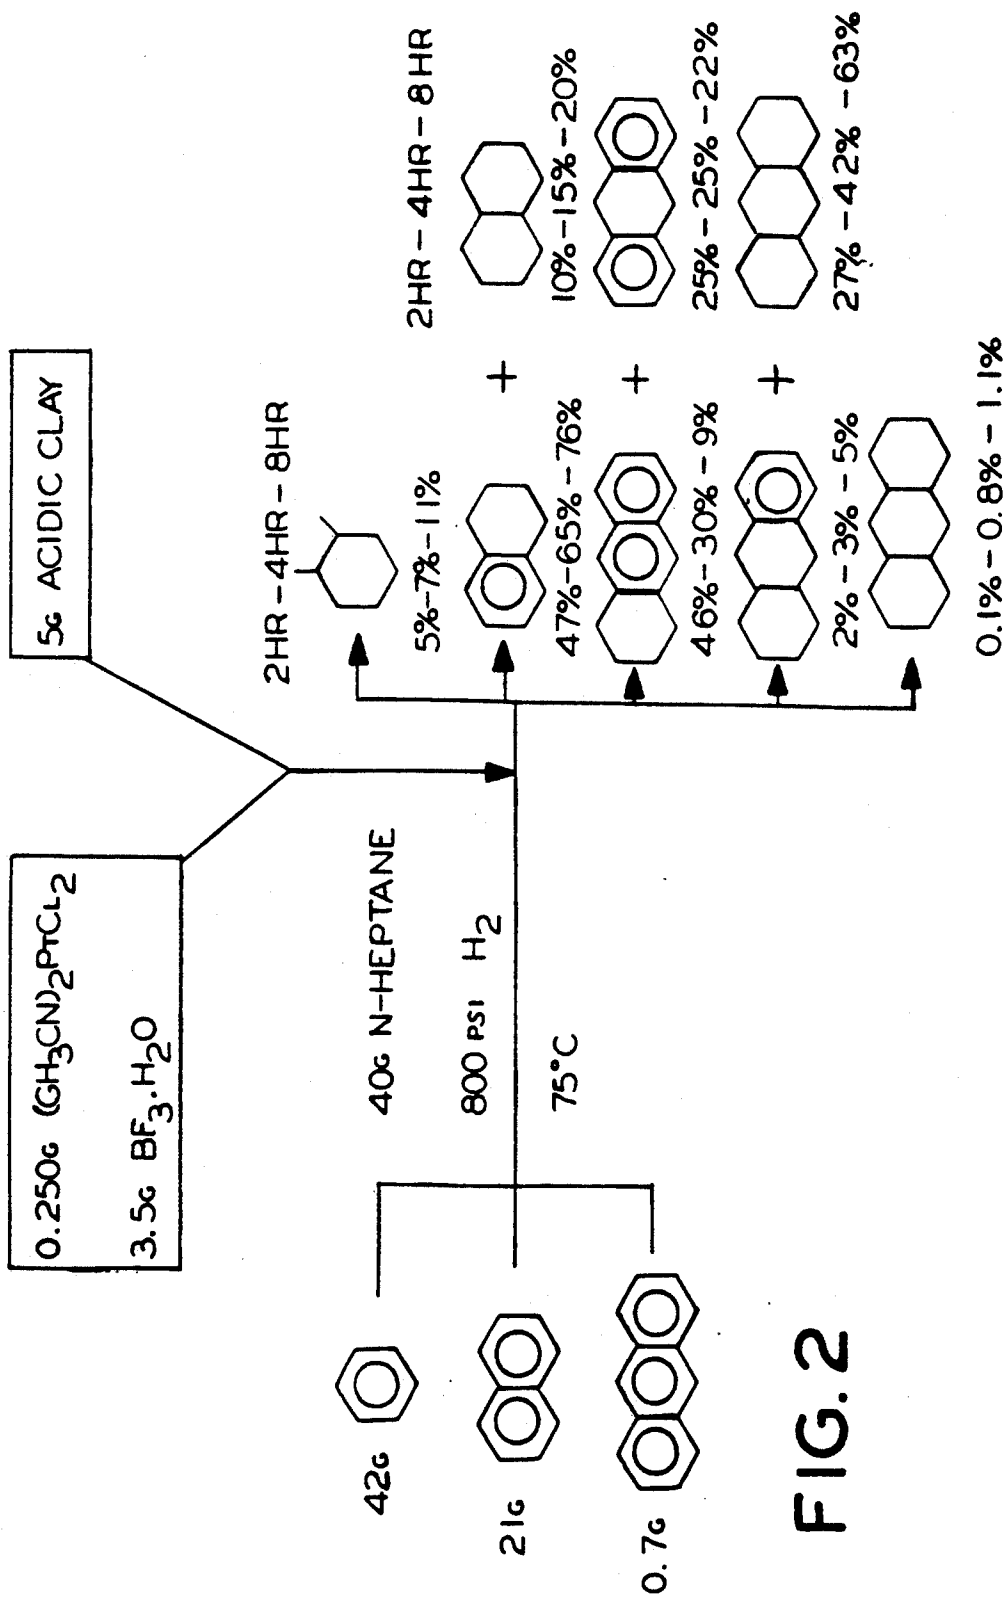 0.250G (GH3CN)2PTCL2
3.5G BF3.H2O
5G ACIDIC CLAY
42G
21G
0.7G
40G N-HEPTANE
800 PSI H2
75°C
2HR-4HR-8HR
5%-7%-11%
2HR-4HR-8HR
47%-65%-76%
+
10%-15%-20%
46%-30%-9%
+
25%-25%-22%
2%-3%-5%
+
27%-42%-63%
0.1%-0.8%-1.1%
FIG. 2